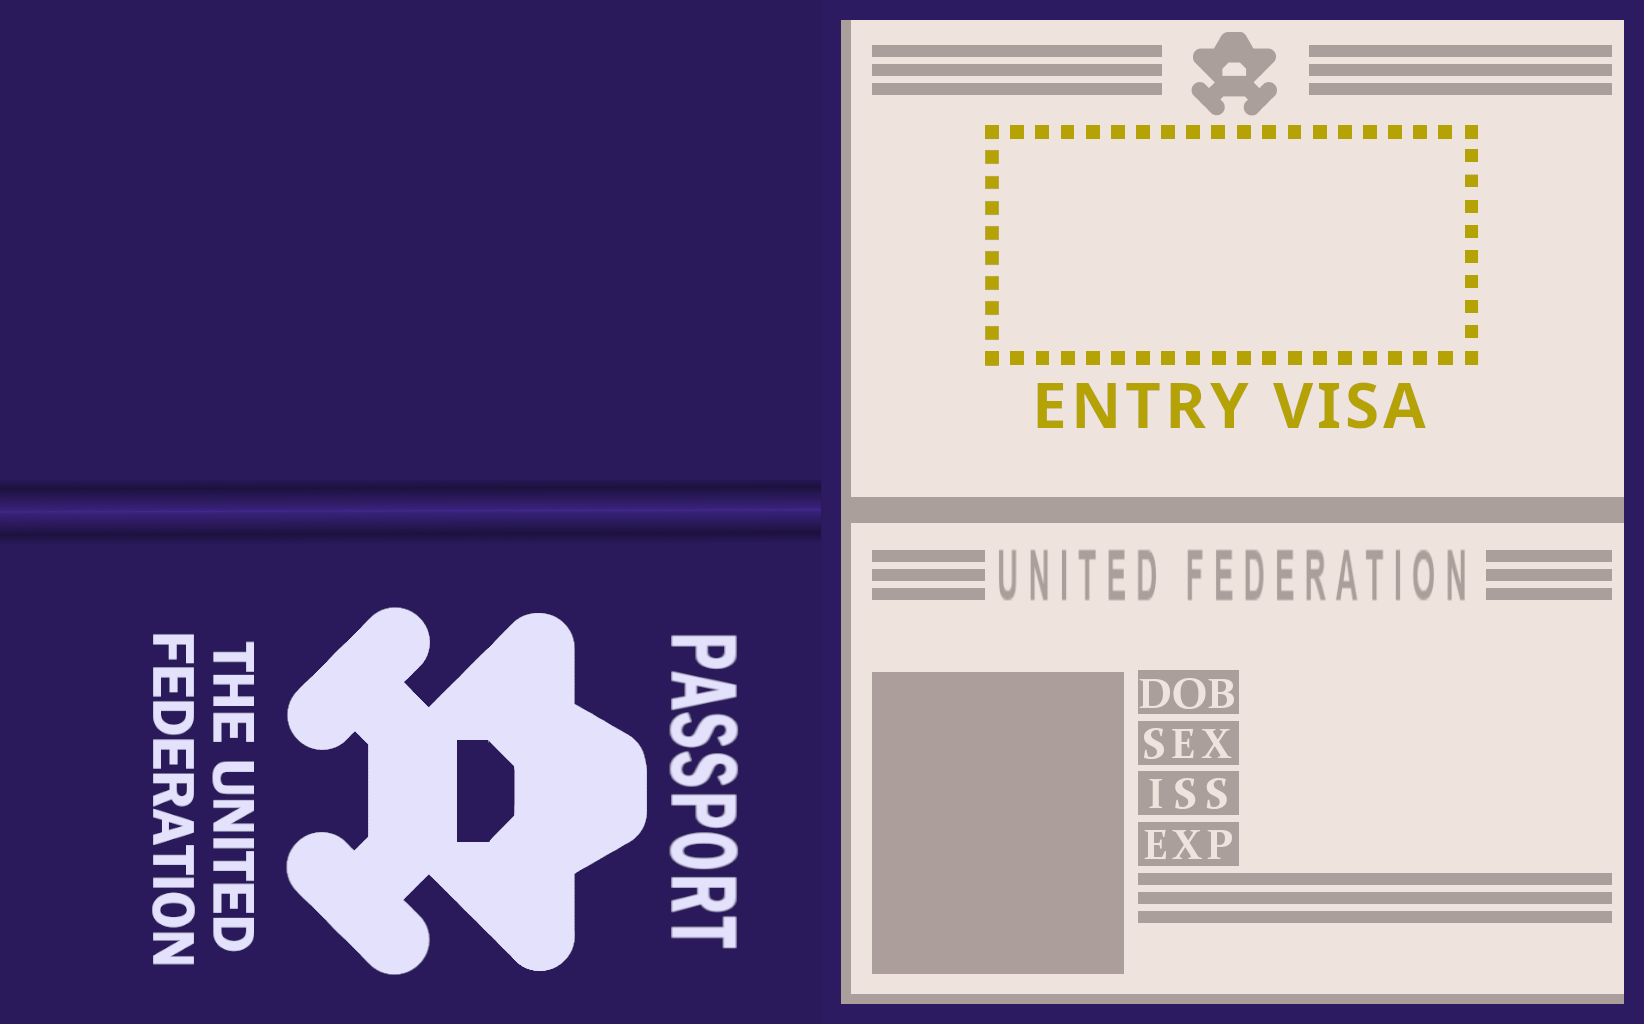 PASSPORT
THE UNITED
FEDERATION
ENTRY VISA
UNITED FEDERATION
DOB
SEX
ISS
EXP